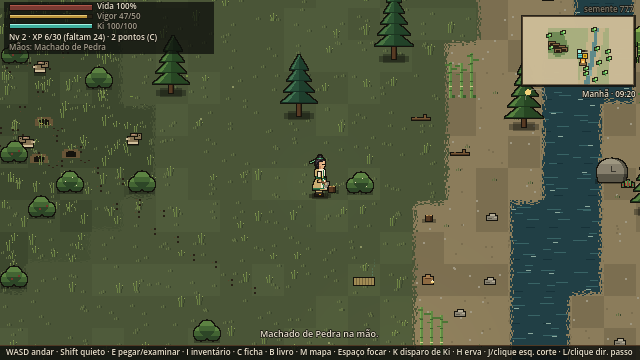 Vida 100%
Vigor 47/50
Ki 100/100
Nv 2 · XP 6/30 (faltam 24) · 2 pontos (C)
Mãos: Machado de Pedra
semente 777
Manhã · 09:20
Machado de Pedra na mão.
WASD andar · Shift quieto · E pegar/examinar · I inventário · C ficha · B livro · M mapa · Espaço focar · K disparo de Ki · H erva · J/clique esq. corte · L/clique dir. passo